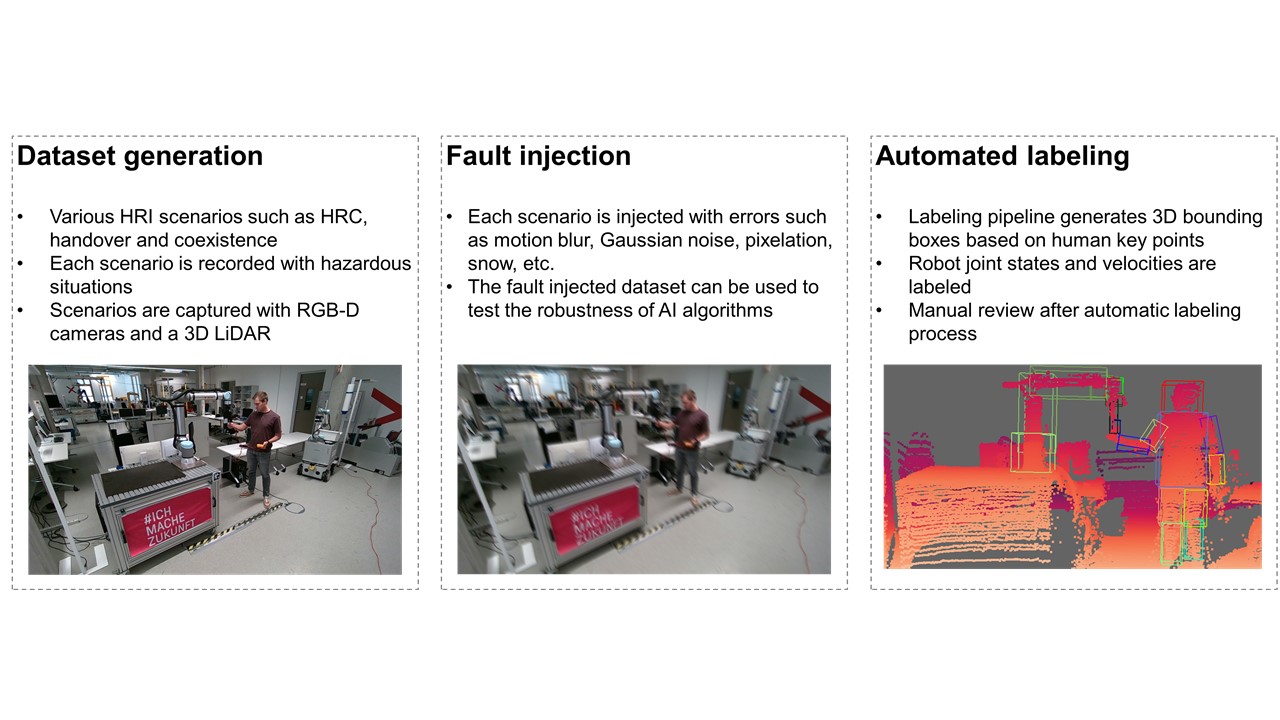 Dataset generation
• Various HRI scenarios such as HRC,
handover and coexistence
• Each scenario is recorded with hazardous
situations
• Scenarios are captured with RGB-D
cameras and a 3D LiDAR
#ICH
MACHE
ZUKUNFT
Fault injection
• Each scenario is injected with errors such
as motion blur, Gaussian noise, pixelation,
snow, etc.
• The fault injected dataset can be used to
test the robustness of AI algorithms
#ICH
MACHE
ZUKUNFT
Automated labeling
• Labeling pipeline generates 3D bounding
boxes based on human key points
• Robot joint states and velocities are
labeled
• Manual review after automatic labeling
process